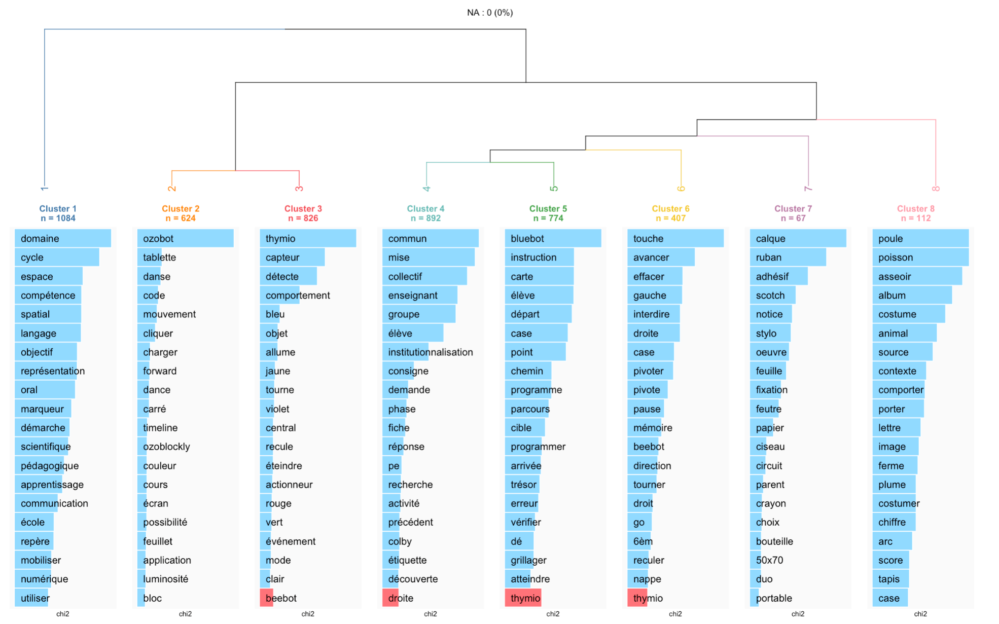 NA : 0 (0%)
1
2
3
4
5
6
7
8
Cluster 1
n = 1084
domaine
cycle
espace
compétence
spatial
langage
objectif
représentation
oral
marqueur
démarche
scientifique
pédagogique
apprentissage
communication
école
repère
mobiliser
numérique
utiliser
chi2
Cluster 2
n = 624
ozobot
tablette
danse
code
mouvement
cliquer
charger
forward
dance
carré
timeline
ozoblockly
couleur
cours
écran
possibilité
feuillet
application
luminosité
bloc
chi2
Cluster 3
n = 826
thymio
capteur
détecte
comportement
bleu
objet
allume
jaune
tourne
violet
central
recule
éteindre
actionneur
rouge
vert
événement
mode
clair
beebot
chi2
Cluster 4
n = 892
commun
mise
collectif
enseignant
groupe
élève
institutionnalisation
consigne
demande
phase
fiche
réponse
pe
recherche
activité
précédent
colby
étiquette
découverte
droite
chi2
Cluster 5
n = 774
bluebot
instruction
carte
élève
départ
case
point
chemin
programme
parcours
cible
programmer
arrivée
trésor
erreur
vérifier
dé
grillager
atteindre
thymio
chi2
Cluster 6
n = 407
touche
avancer
effacer
gauche
interdire
droite
case
pivoter
pivote
pause
mémoire
beebot
direction
tourner
droit
go
6èm
reculer
nappe
thymio
chi2
Cluster 7
n = 67
calque
ruban
adhésif
scotch
notice
stylo
oeuvre
feuille
fixation
feutre
papier
ciseau
circuit
parent
crayon
choix
bouteille
50x70
duo
portable
chi2
Cluster 8
n = 112
poule
poisson
asseoir
album
costume
animal
source
contexte
comporter
porter
lettre
image
ferme
plume
costumer
chiffre
arc
score
tapis
case
chi2